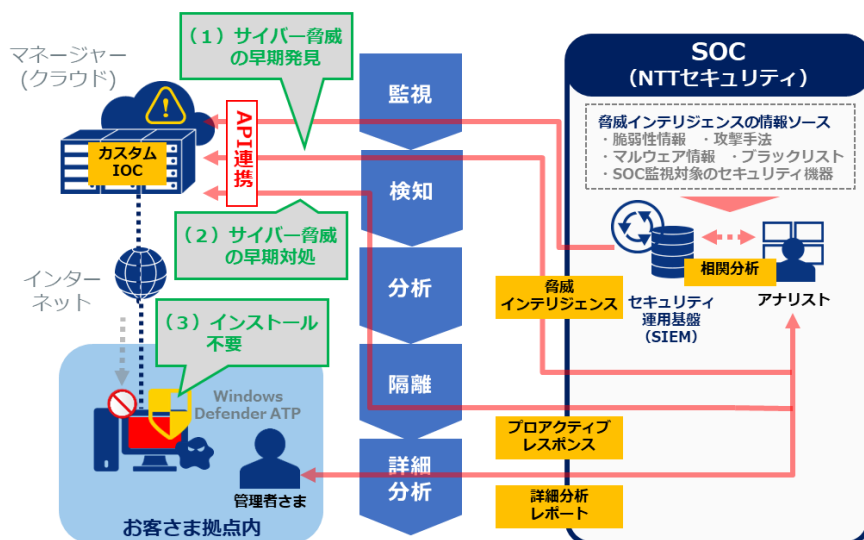 マネージャー
(クラウド)
（１）サイバー脅威
の早期発見
API連携
カスタム
IOC
（２）サイバー脅威
の早期対処
インター
ネット
（３）インストール
不要
Windows
Defender ATP
管理者さま
お客さま拠点内
監視
検知
分析
隔離
詳細
分析
SOC
（NTTセキュリティ）
脅威インテリジェンスの情報ソース
・脆弱性情報　・攻撃手法
・マルウェア情報　・ブラックリスト
・SOC監視対象のセキュリティ機器
相関分析
セキュリティ
運用基盤
（SIEM）
アナリスト
脅威
インテリジェンス
プロアクティブ
レスポンス
詳細分析
レポート